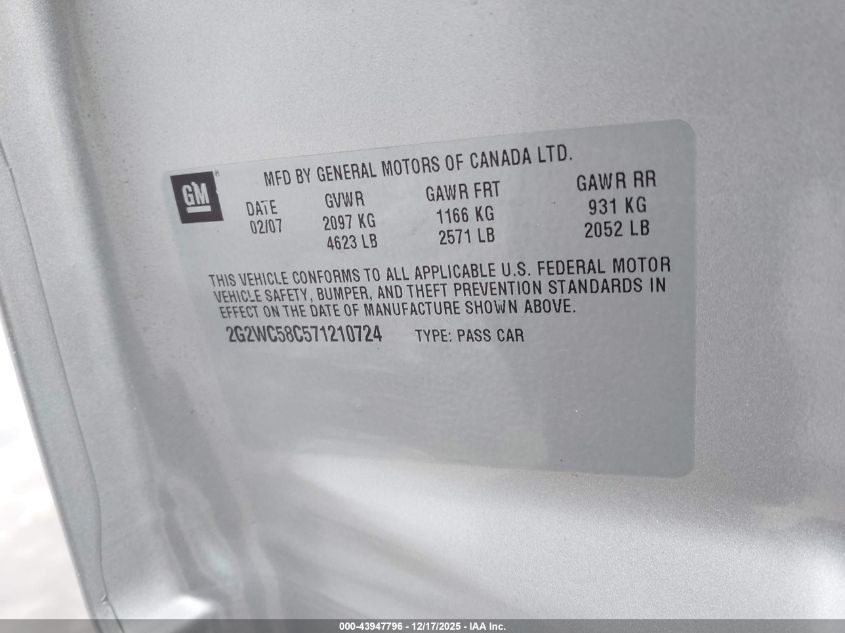 MFD BY GENERAL MOTORS OF CANADA LTD.
GM
DATE GVWR GAWR FRT GAWR RR
02/07 2097 KG 1166 KG 931 KG
4623 LB 2571 LB 2052 LB
THIS VEHICLE CONFORMS TO ALL APPLICABLE U.S. FEDERAL MOTOR
VEHICLE SAFETY, BUMPER, AND THEFT PREVENTION STANDARDS IN
EFFECT ON THE DATE OF MANUFACTURE SHOWN ABOVE.
2G2WC58C571210724 TYPE: PASS CAR
000-43947796 - 12/17/2025 - IAA Inc.